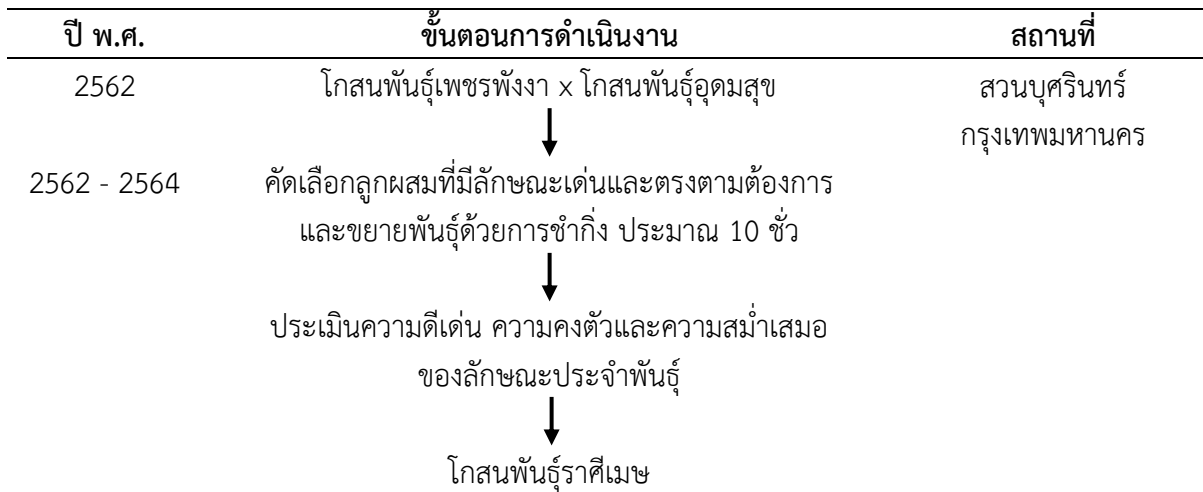 ปี พ.ศ. ขั้นตอนการดำเนินงาน สถานที่
2562 โกสนพันธุ์เพชรพังงา x โกสนพันธุ์อุดมสุข สวนบุศรินทร์
กรุงเทพมหานคร
2562 - 2564 คัดเลือกลูกผสมที่มีลักษณะเด่นและตรงตามต้องการ
และขยายพันธุ์ด้วยการชำกิ่ง ประมาณ 10 ชั่ว
ประเมินความดีเด่น ความคงตัวและความสม่ำเสมอ
ของลักษณะประจำพันธุ์
โกสนพันธุ์ราศีเมษ